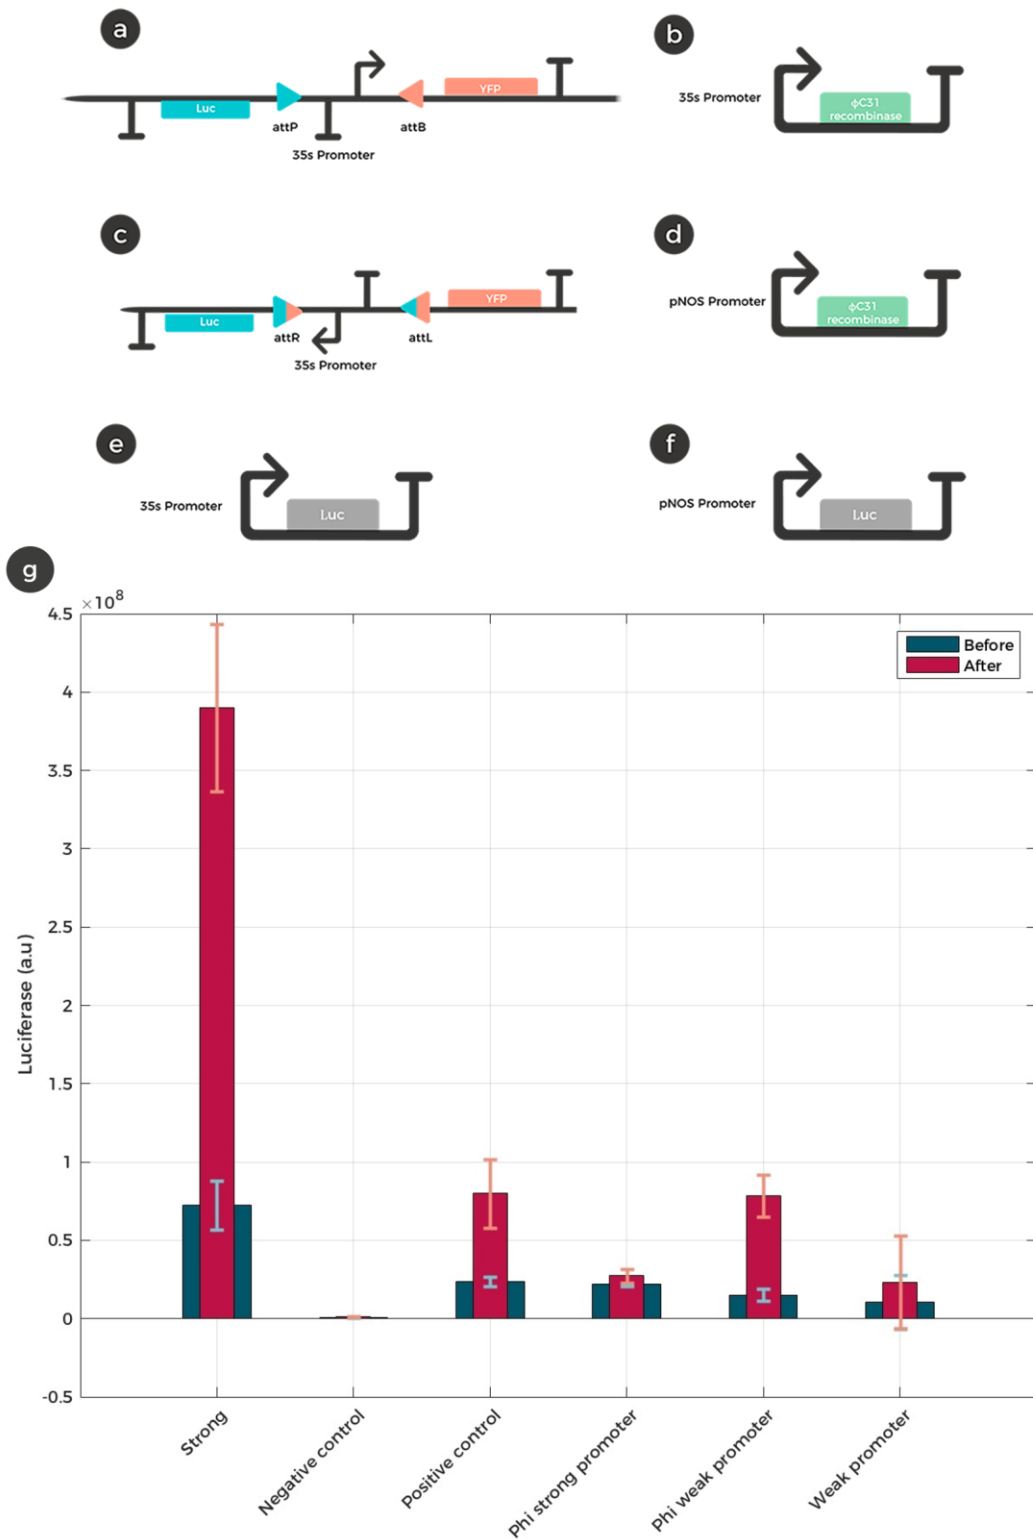 a
b
Luc
YFP
attP
attB
35s Promoter
35s Promoter
ϕC31
recombinase
c
d
Luc
YFP
attR
attL
35s Promoter
pNOS Promoter
ϕC31
recombinase
e
f
35s Promoter
Luc
pNOS Promoter
Luc
g
×10⁸
4.5
4
3.5
3
2.5
2
1.5
1
0.5
0
-0.5
Luciferase (a.u)
Before
After
Strong
Negative control
Positive control
Phi strong promoter
Phi weak promoter
Weak promoter